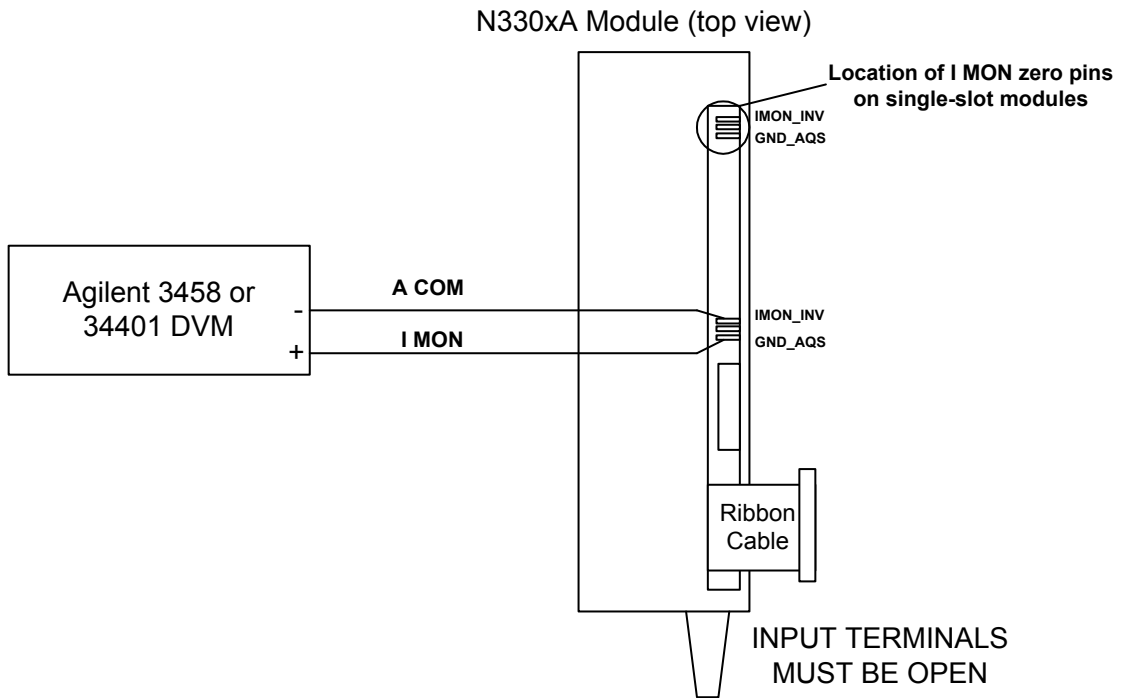 N330xA Module (top view)
Location of I MON zero pins
on single-slot modules
IMON_INV
GND_AQS
Agilent 3458 or
34401 DVM
-
+
A COM
I MON
IMON_INV
GND_AQS
Ribbon
Cable
INPUT TERMINALS
MUST BE OPEN